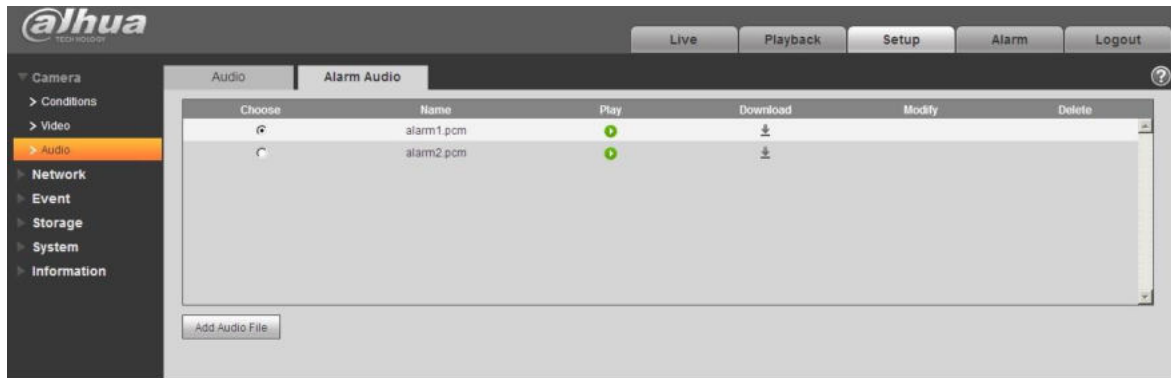 alhua
TECHNOLOGY
Live Playback Setup Alarm Logout
Camera
> Conditions
> Video
> Audio
Network
Event
Storage
System
Information
Audio Alarm Audio
Choose Name Play Download Modify Delete
alarm1.pcm
alarm2.pcm
Add Audio File